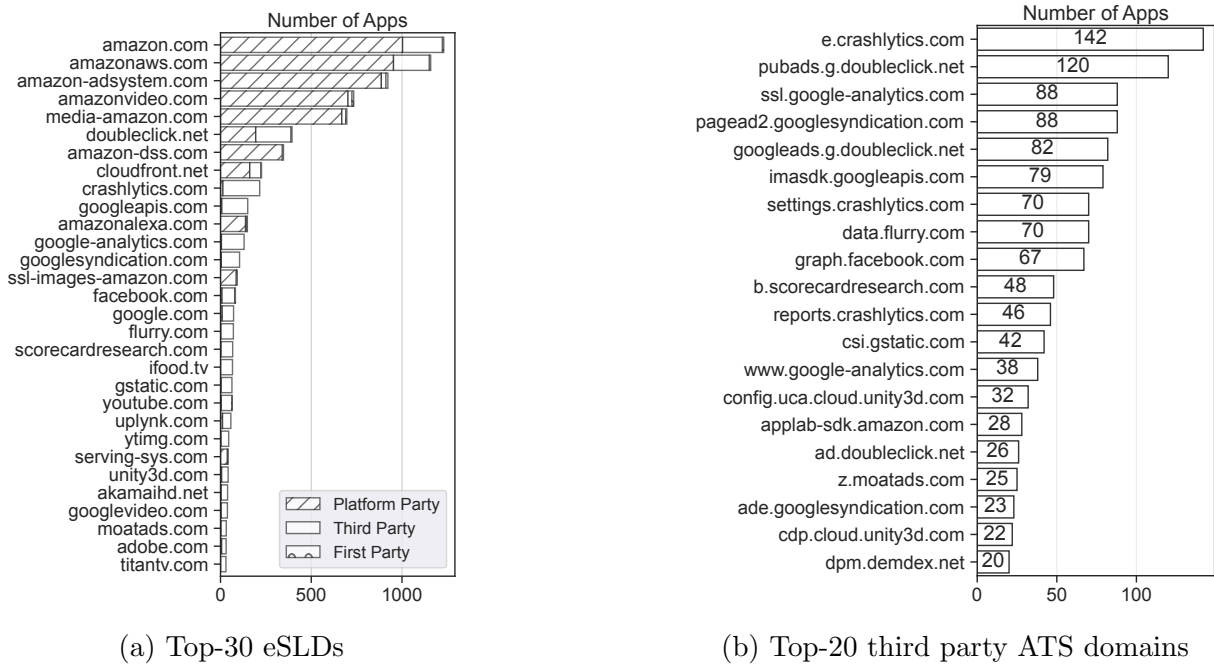 Number of Apps
amazon.com
amazonaws.com
amazon-adsystem.com
amazonvideo.com
media-amazon.com
doubleclick.net
amazon-dss.com
cloudfront.net
crashlytics.com
googleapis.com
amazonalexa.com
google-analytics.com
googlesyndication.com
ssl-images-amazon.com
facebook.com
google.com
flurry.com
scorecardresearch.com
ifood.tv
gstatic.com
youtube.com
uplynk.com
ytimg.com
serving-sys.com
unity3d.com
akamaihd.net
googlevideo.com
moatads.com
adobe.com
titantv.com
Platform Party
Third Party
First Party
0 500 1000
(a) Top-30 eSLDs
Number of Apps
e.crashlytics.com 142
pubads.g.doubleclick.net 120
ssl.google-analytics.com 88
pagead2.googlesyndication.com 88
googleads.g.doubleclick.net 82
imasdk.googleapis.com 79
settings.crashlytics.com 70
data.flurry.com 70
graph.facebook.com 67
b.scorecardresearch.com 48
reports.crashlytics.com 46
csi.gstatic.com 42
www.google-analytics.com 38
config.uca.cloud.unity3d.com 32
applab-sdk.amazon.com 28
ad.doubleclick.net 26
z.moatads.com 25
ade.googlesyndication.com 23
cdp.cloud.unity3d.com 22
dpm.demdex.net 20
0 50 100
(b) Top-20 third party ATS domains